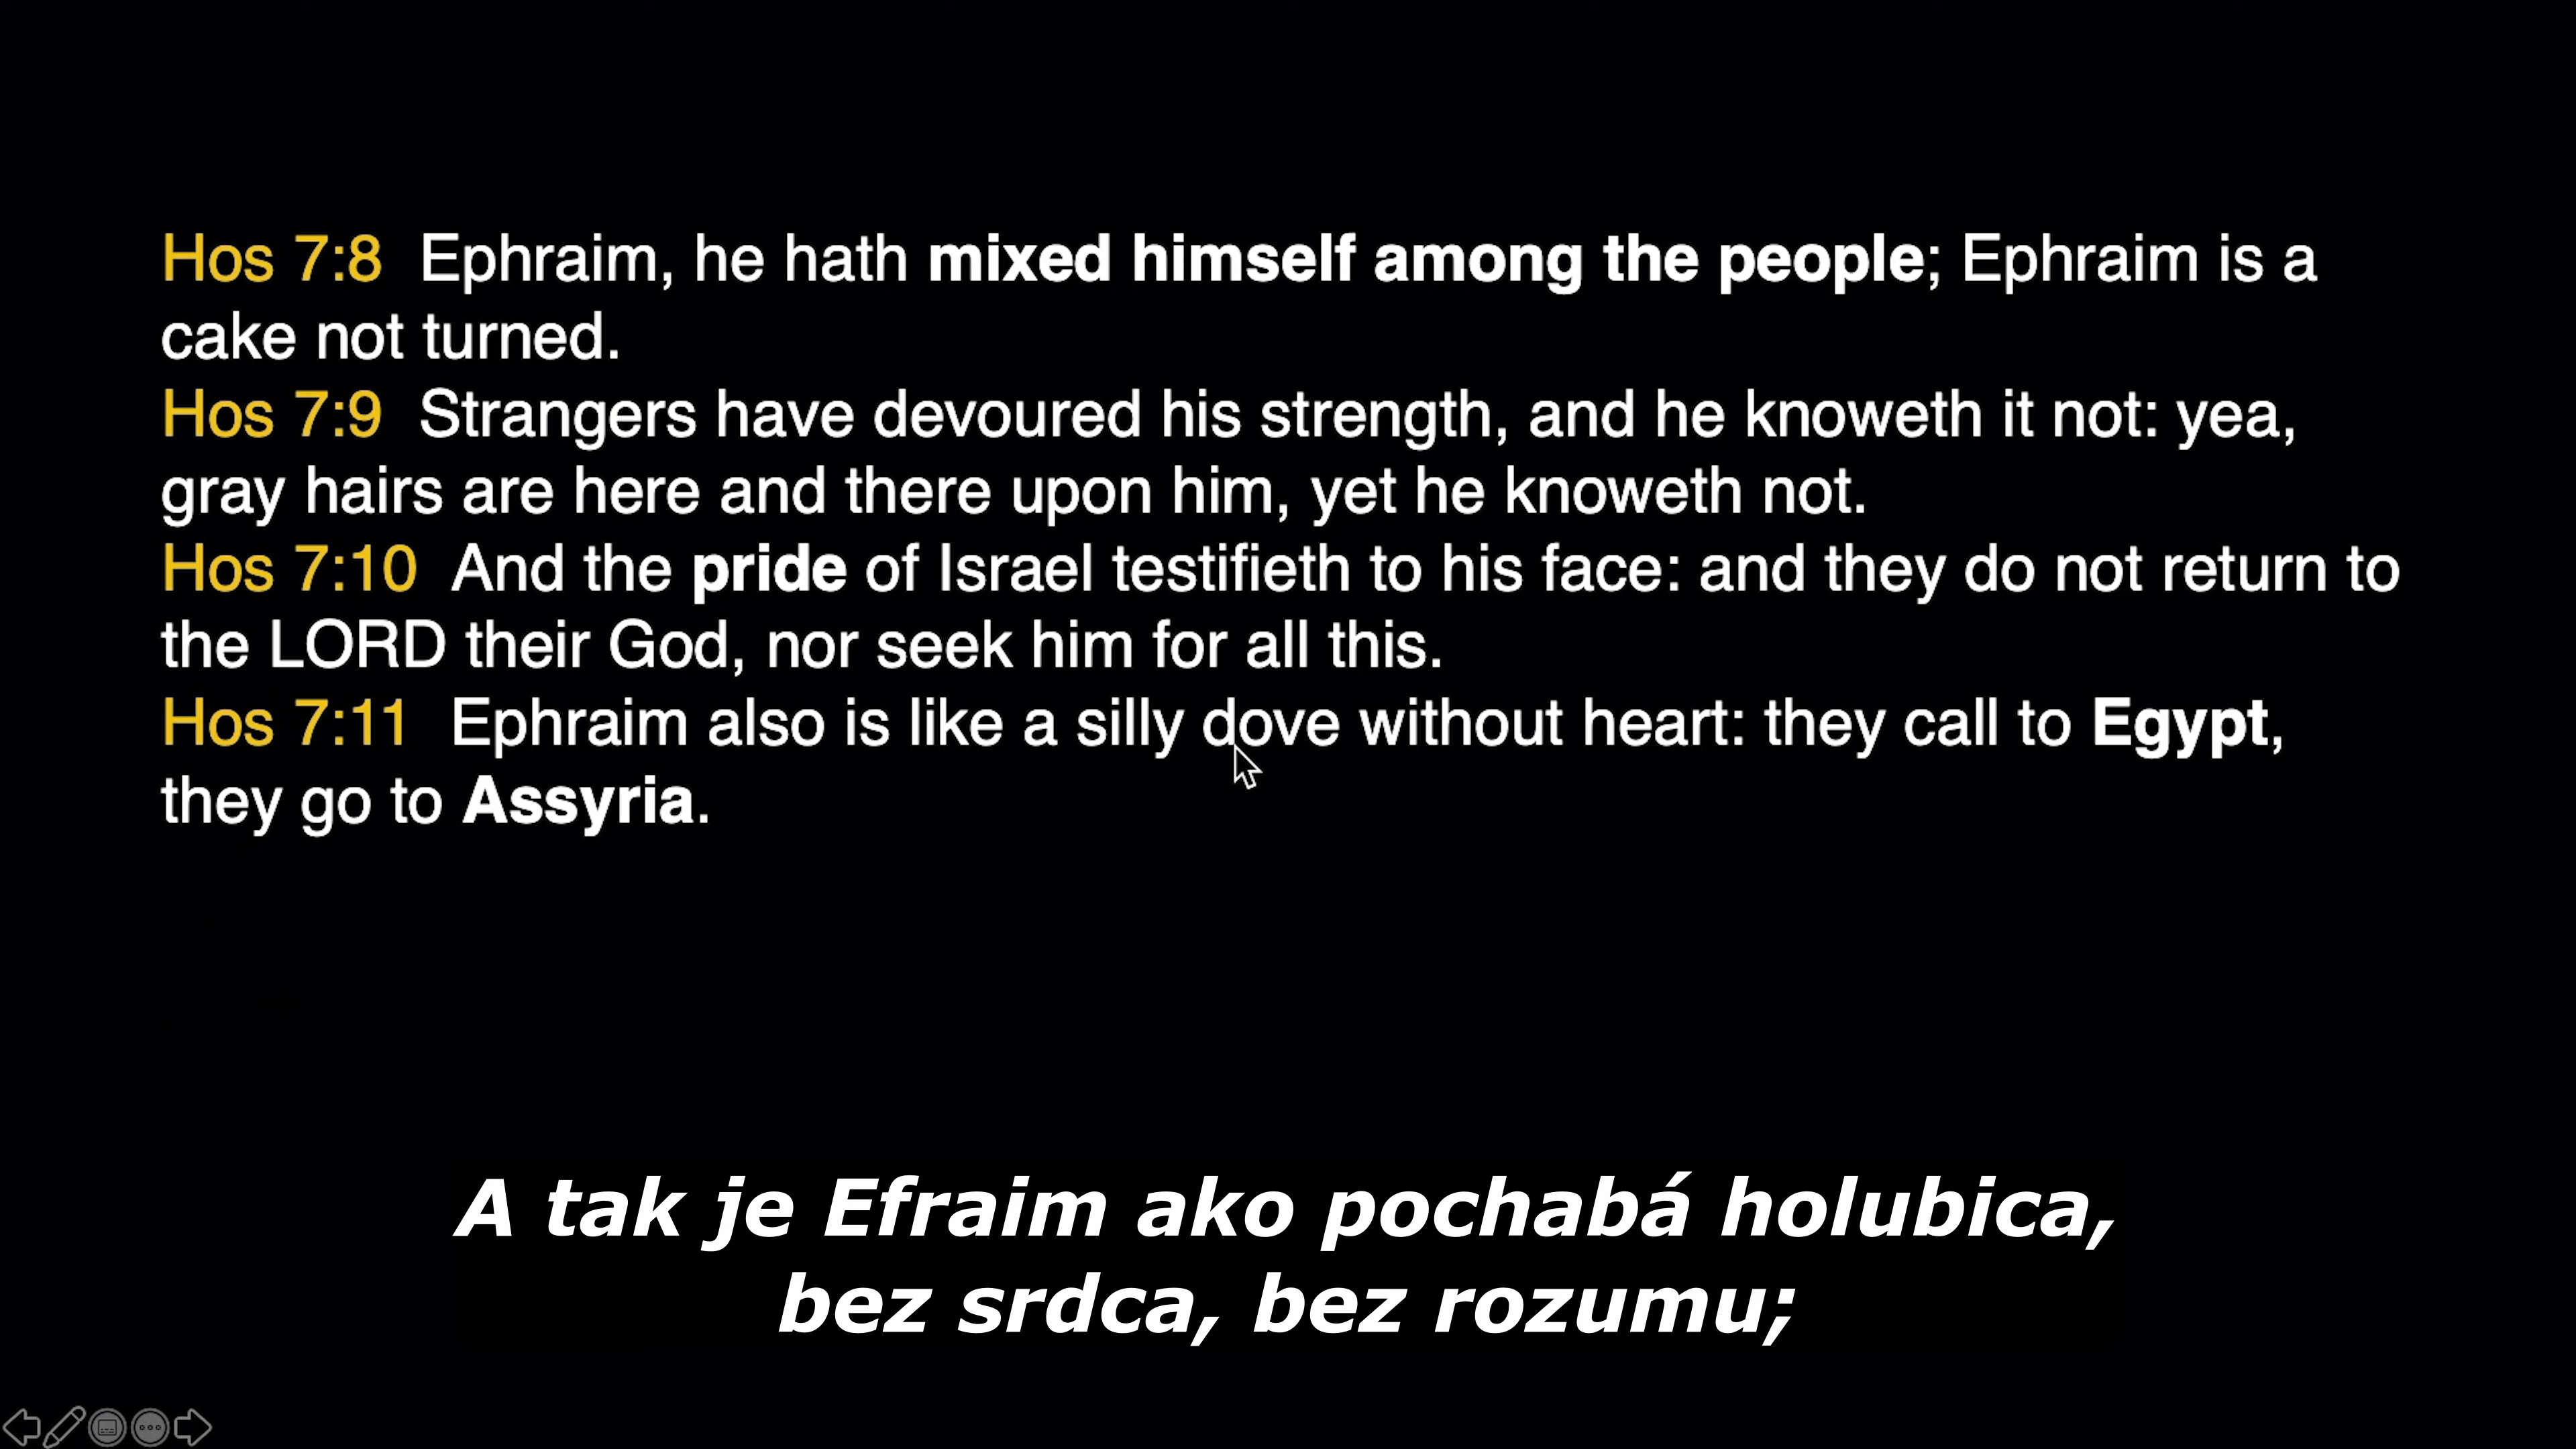 Hos 7:8 Ephraim, he hath mixed himself among the people; Ephraim is a
cake not turned.
Hos 7:9 Strangers have devoured his strength, and he knoweth it not: yea,
gray hairs are here and there upon him, yet he knoweth not.
Hos 7:10 And the pride of Israel testifieth to his face: and they do not return to
the LORD their God, nor seek him for all this.
Hos 7:11 Ephraim also is like a silly dove without heart: they call to Egypt,
they go to Assyria.
A tak je Efraim ako pochabá holubica,
bez srdca, bez rozumu;